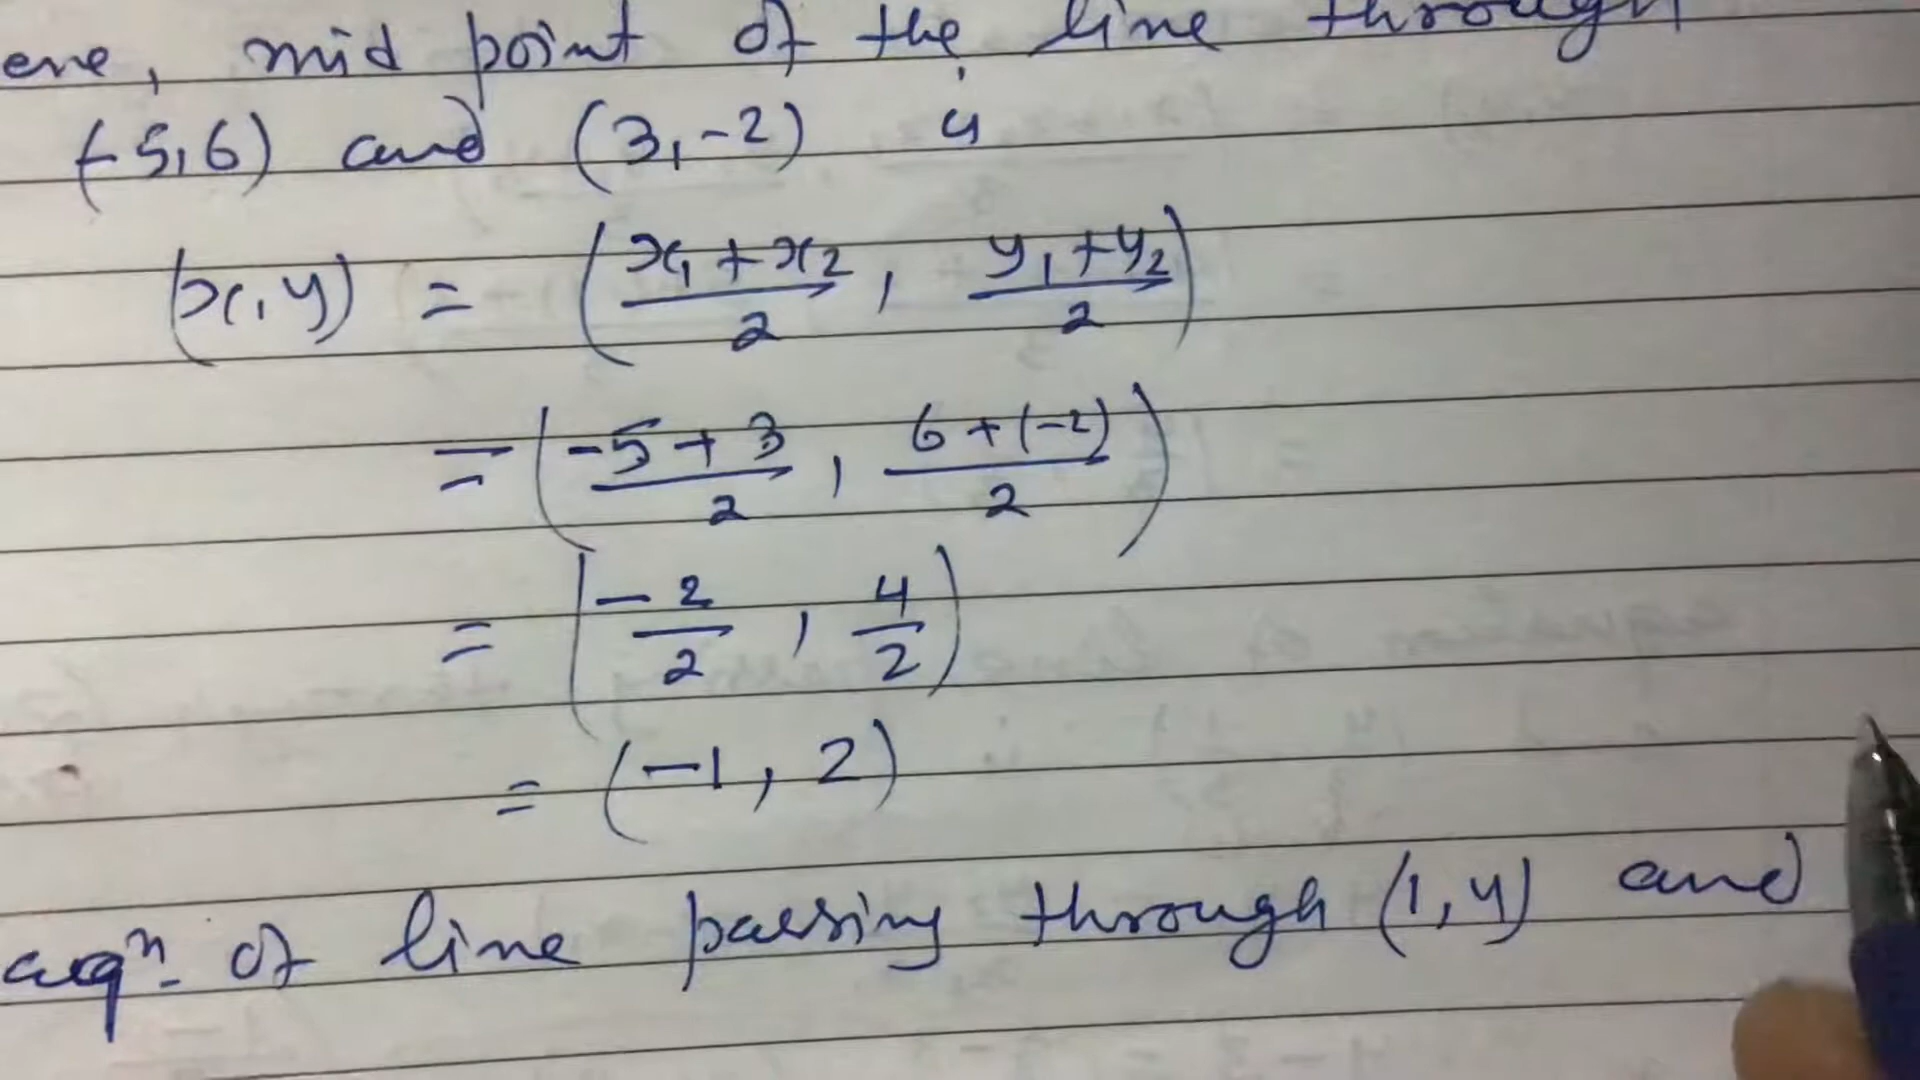 ere, mid point of the line through
(-5,6) and (3,-2) is
(x,y) = (x₁+x₂/2, y₁+y₂/2)
= (-5+3/2, 6+(-2)/2)
= (-2/2, 4/2)
= (-1, 2)
eqⁿ. of line passing through (1,4) and